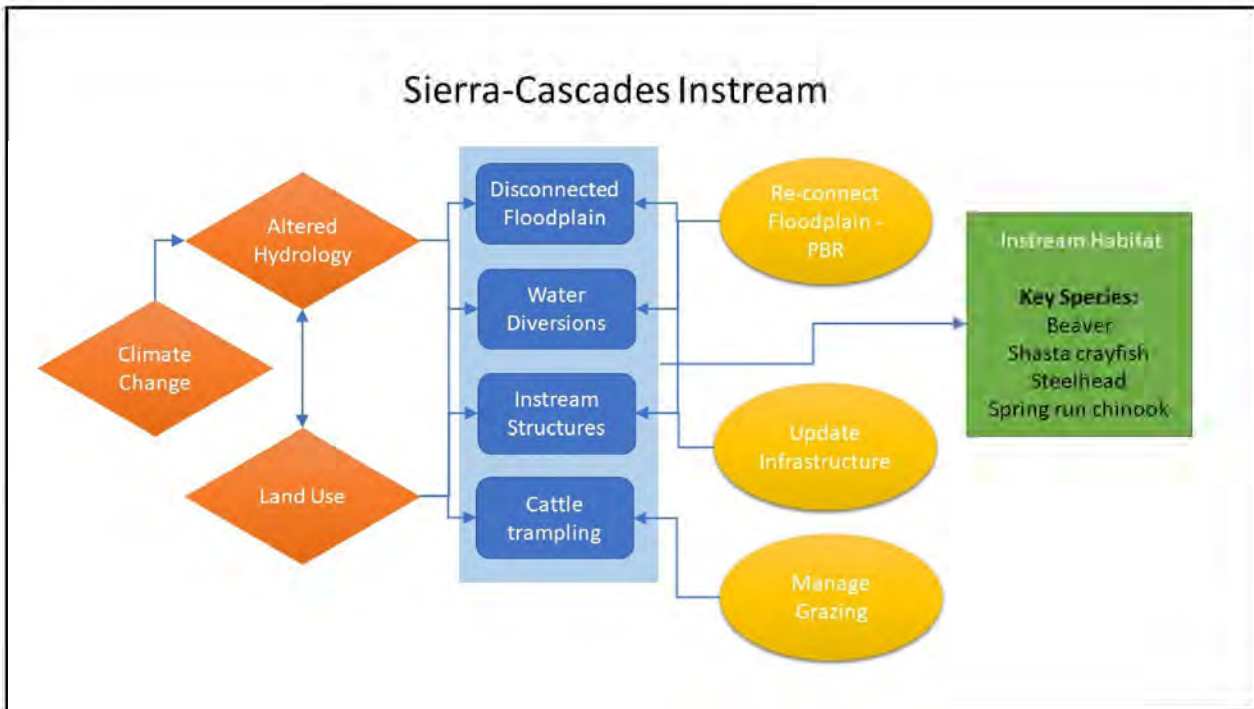 Sierra-Cascades Instream
Altered
Hydrology
Climate
Change
Land Use
Disconnected
Floodplain
Water
Diversions
Instream
Structures
Cattle
trampling
Re-connect
Floodplain -
PBR
Update
Infrastructure
Manage
Grazing
Instream Habitat
Key Species:
Beaver
Shasta crayfish
Steelhead
Spring run chinook